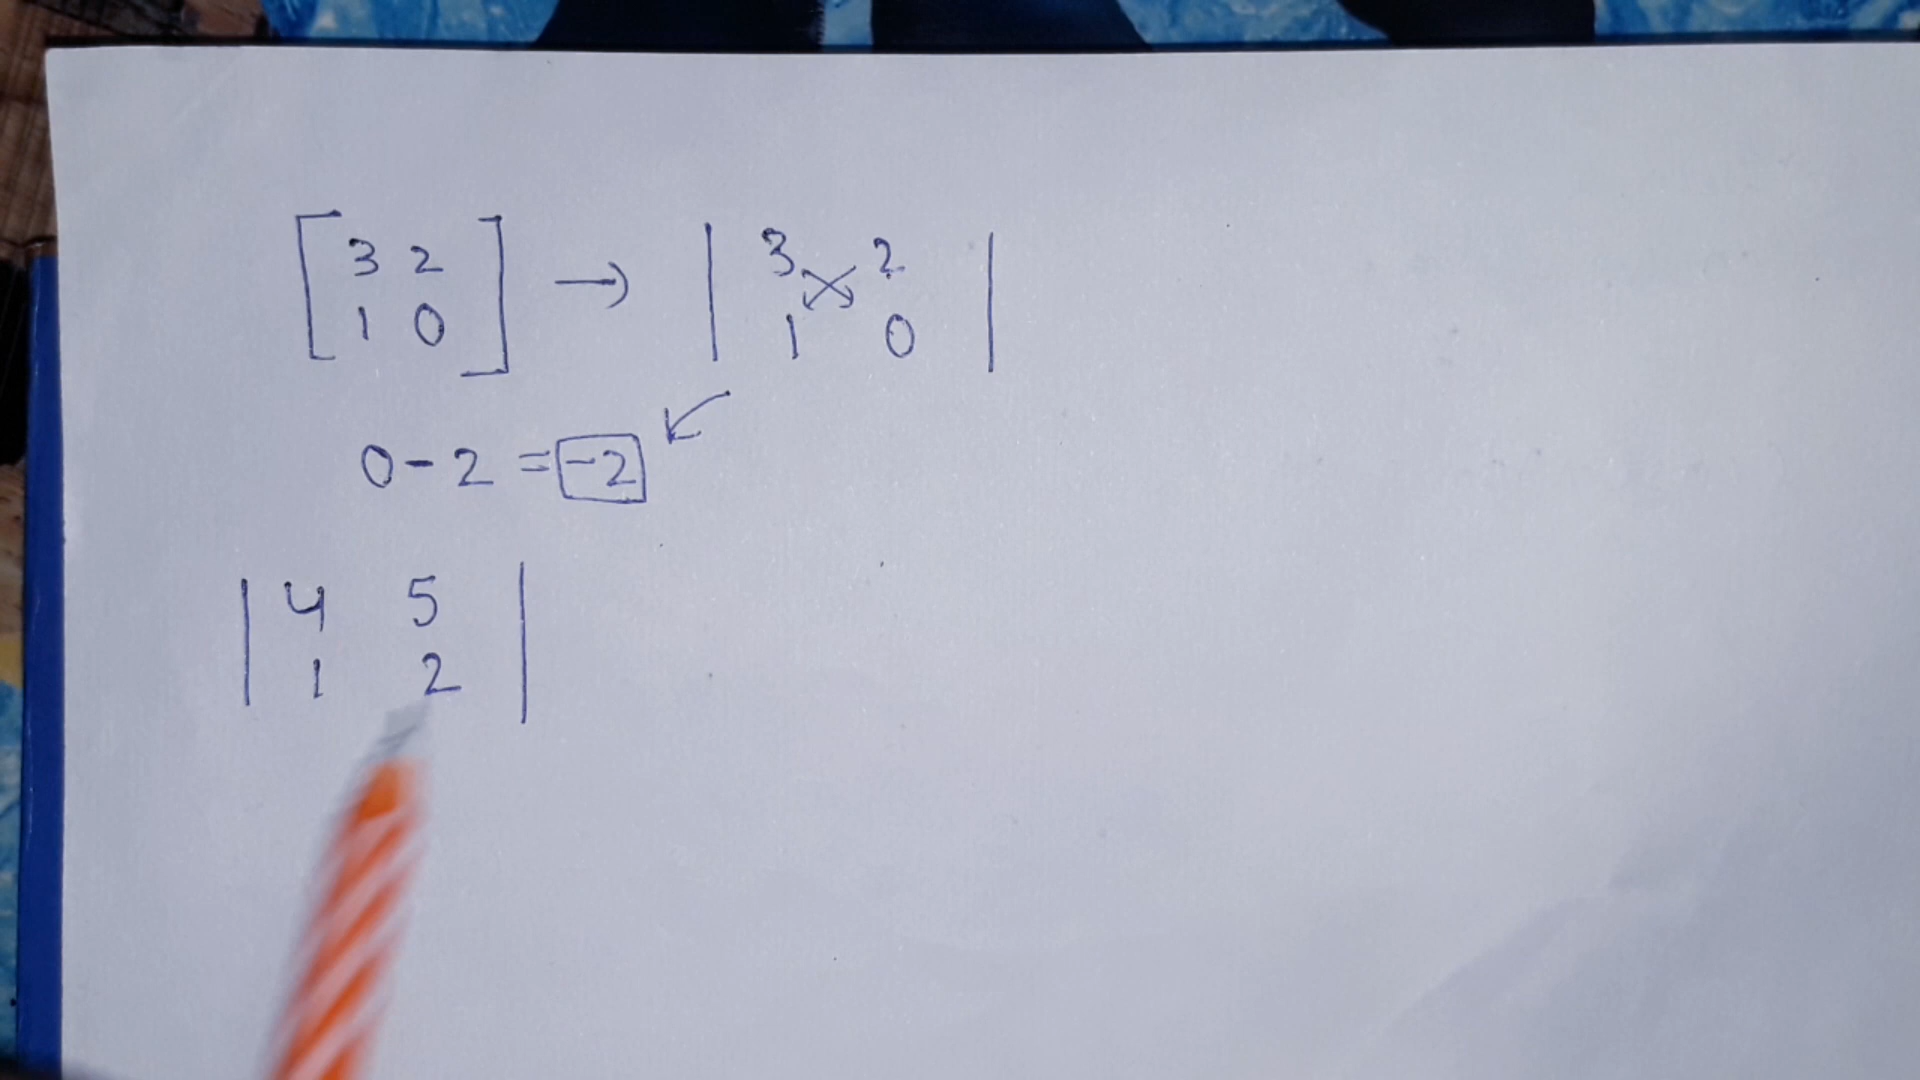 [3 2
1 0] → |3 2
1 0|
0 - 2 = -2
|4 5
1 2|